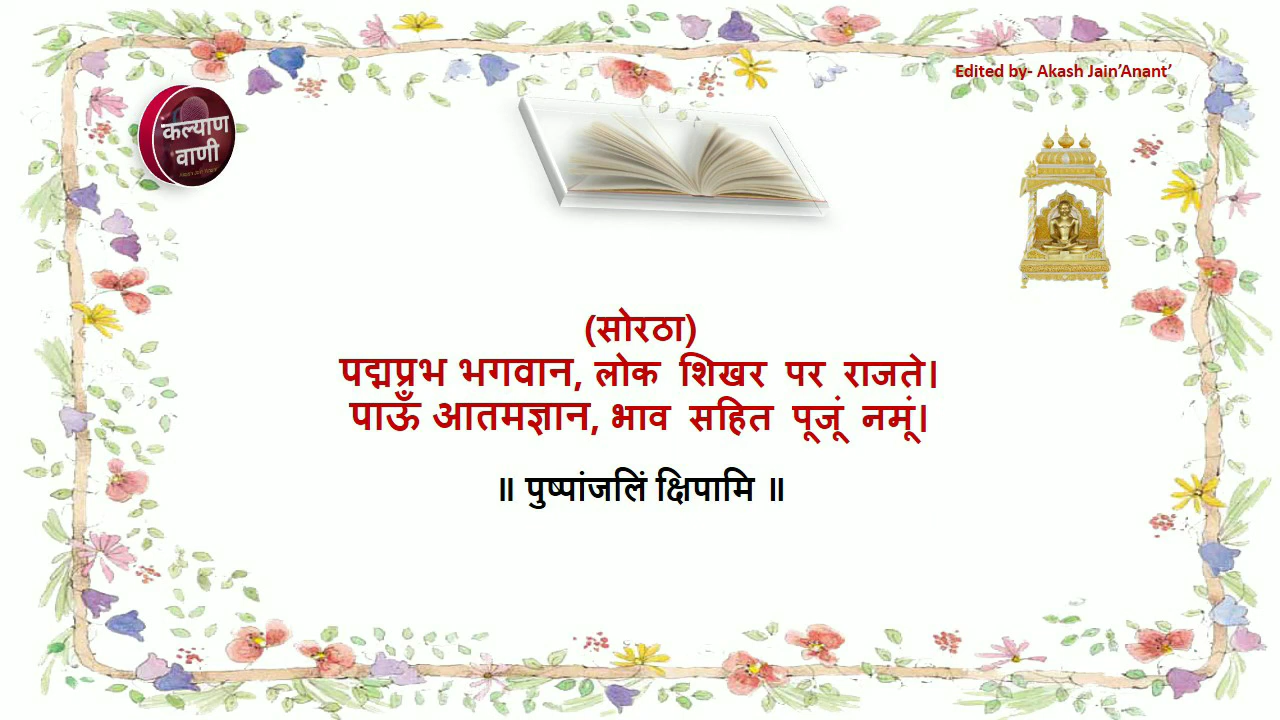 Edited by- Akash Jain’Anant’
कल्याण
वाणी
(सोरठा)
पद्मप्रभ भगवान, लोक शिखर पर राजते।
पाऊँ आतमज्ञान, भाव सहित पूजूं नमूं।
॥ पुष्पांजलिं क्षिपामि ॥